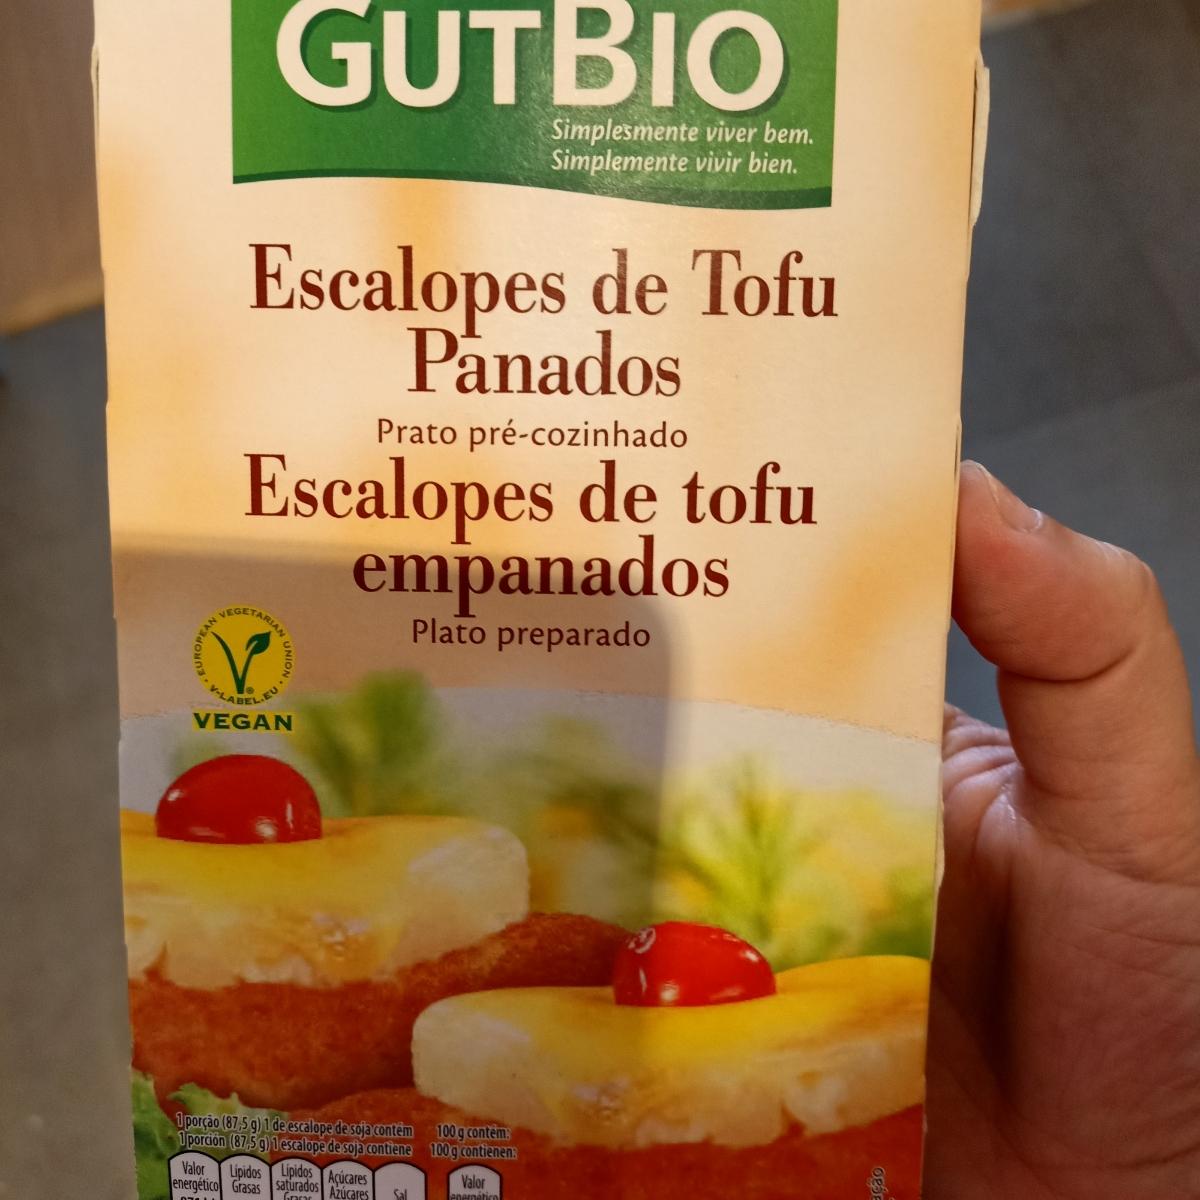 GUTBIO
Simplesmente viver bem.
Simplemente vivir bien.
Escalopes de Tofu
Panados
Prato pré-cozinhado
Escalopes de tofu
empanados
Plato preparado
EUROPEAN VEGETARIAN UNION
V-LABEL.EU
VEGAN
1 porção (87,5 g) 1 de escalope de soja contém
1 porción (87,5 g) 1 escalope de soja contiene
100 g contém:
100 g contienen:
Valor
energético
Lípidos
Grasas
Lípidos
saturados
Grasas
Açúcares
Azúcares
Sal
Valor
energético